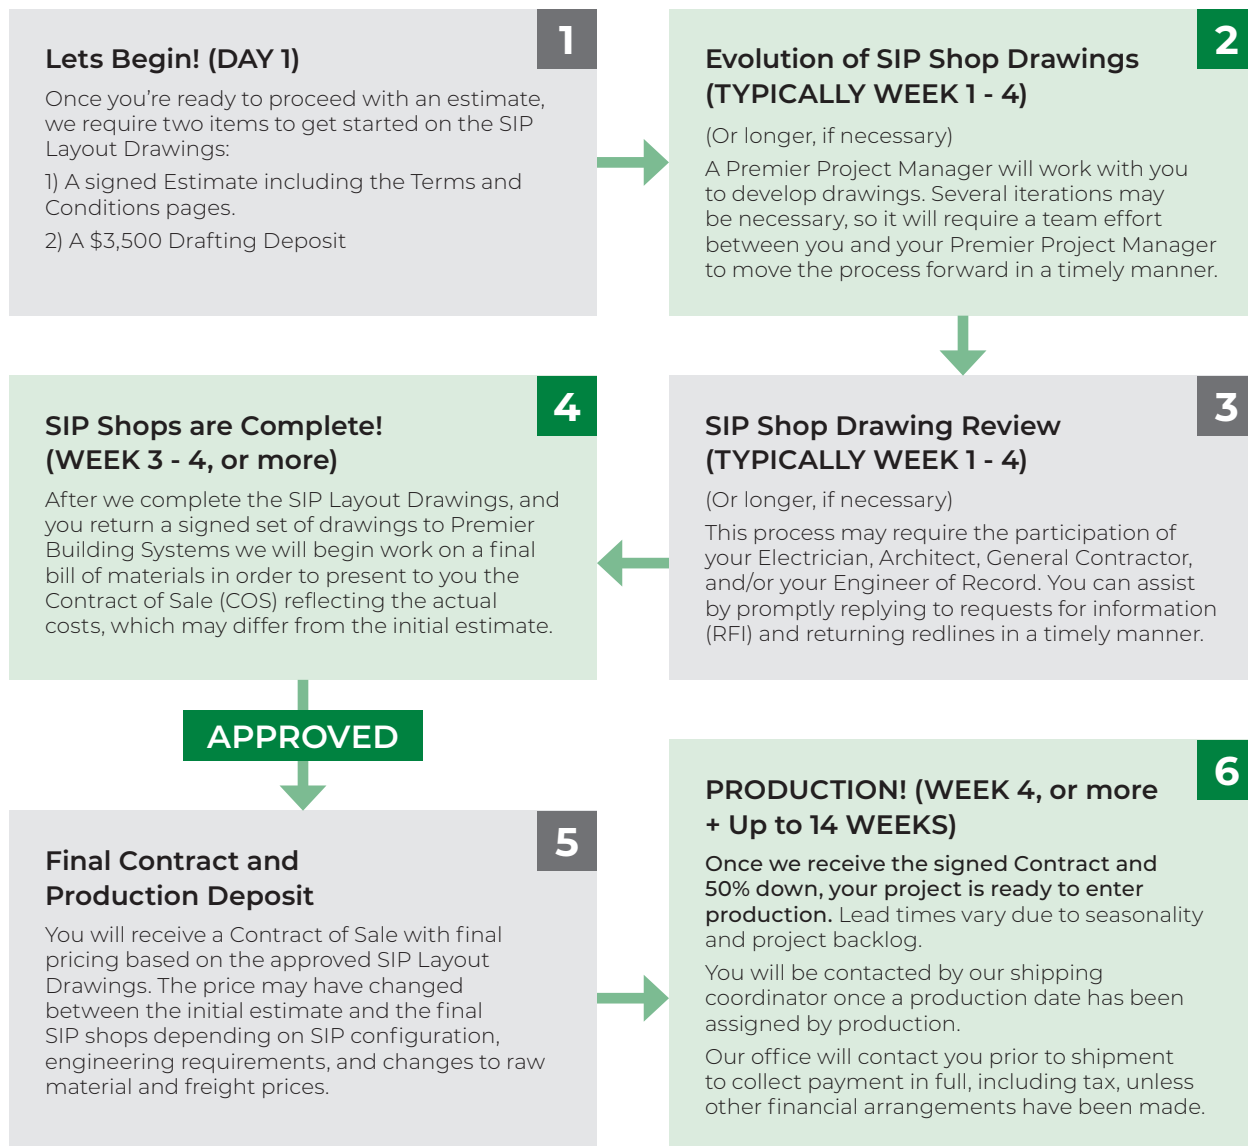 1
Lets Begin! (DAY 1)
Once you're ready to proceed with an estimate,
we require two items to get started on the SIP
Layout Drawings:
1) A signed Estimate including the Terms and
Conditions pages.
2) A $3,500 Drafting Deposit
2
Evolution of SIP Shop Drawings
(TYPICALLY WEEK 1 - 4)
(Or longer, if necessary)
A Premier Project Manager will work with you
to develop drawings. Several iterations may
be necessary, so it will require a team effort
between you and your Premier Project Manager
to move the process forward in a timely manner.
3
SIP Shop Drawing Review
(TYPICALLY WEEK 1 - 4)
(Or longer, if necessary)
This process may require the participation of
your Electrician, Architect, General Contractor,
and/or your Engineer of Record. You can assist
by promptly replying to requests for information
(RFI) and returning redlines in a timely manner.
4
SIP Shops are Complete!
(WEEK 3 - 4, or more)
After we complete the SIP Layout Drawings, and
you return a signed set of drawings to Premier
Building Systems we will begin work on a final
bill of materials in order to present to you the
Contract of Sale (COS) reflecting the actual
costs, which may differ from the initial estimate.
APPROVED
5
Final Contract and
Production Deposit
You will receive a Contract of Sale with final
pricing based on the approved SIP Layout
Drawings. The price may have changed
between the initial estimate and the final
SIP shops depending on SIP configuration,
engineering requirements, and changes to raw
material and freight prices.
6
PRODUCTION! (WEEK 4, or more
+ Up to 14 WEEKS)
Once we receive the signed Contract and
50% down, your project is ready to enter
production. Lead times vary due to seasonality
and project backlog.
You will be contacted by our shipping
coordinator once a production date has been
assigned by production.
Our office will contact you prior to shipment
to collect payment in full, including tax, unless
other financial arrangements have been made.